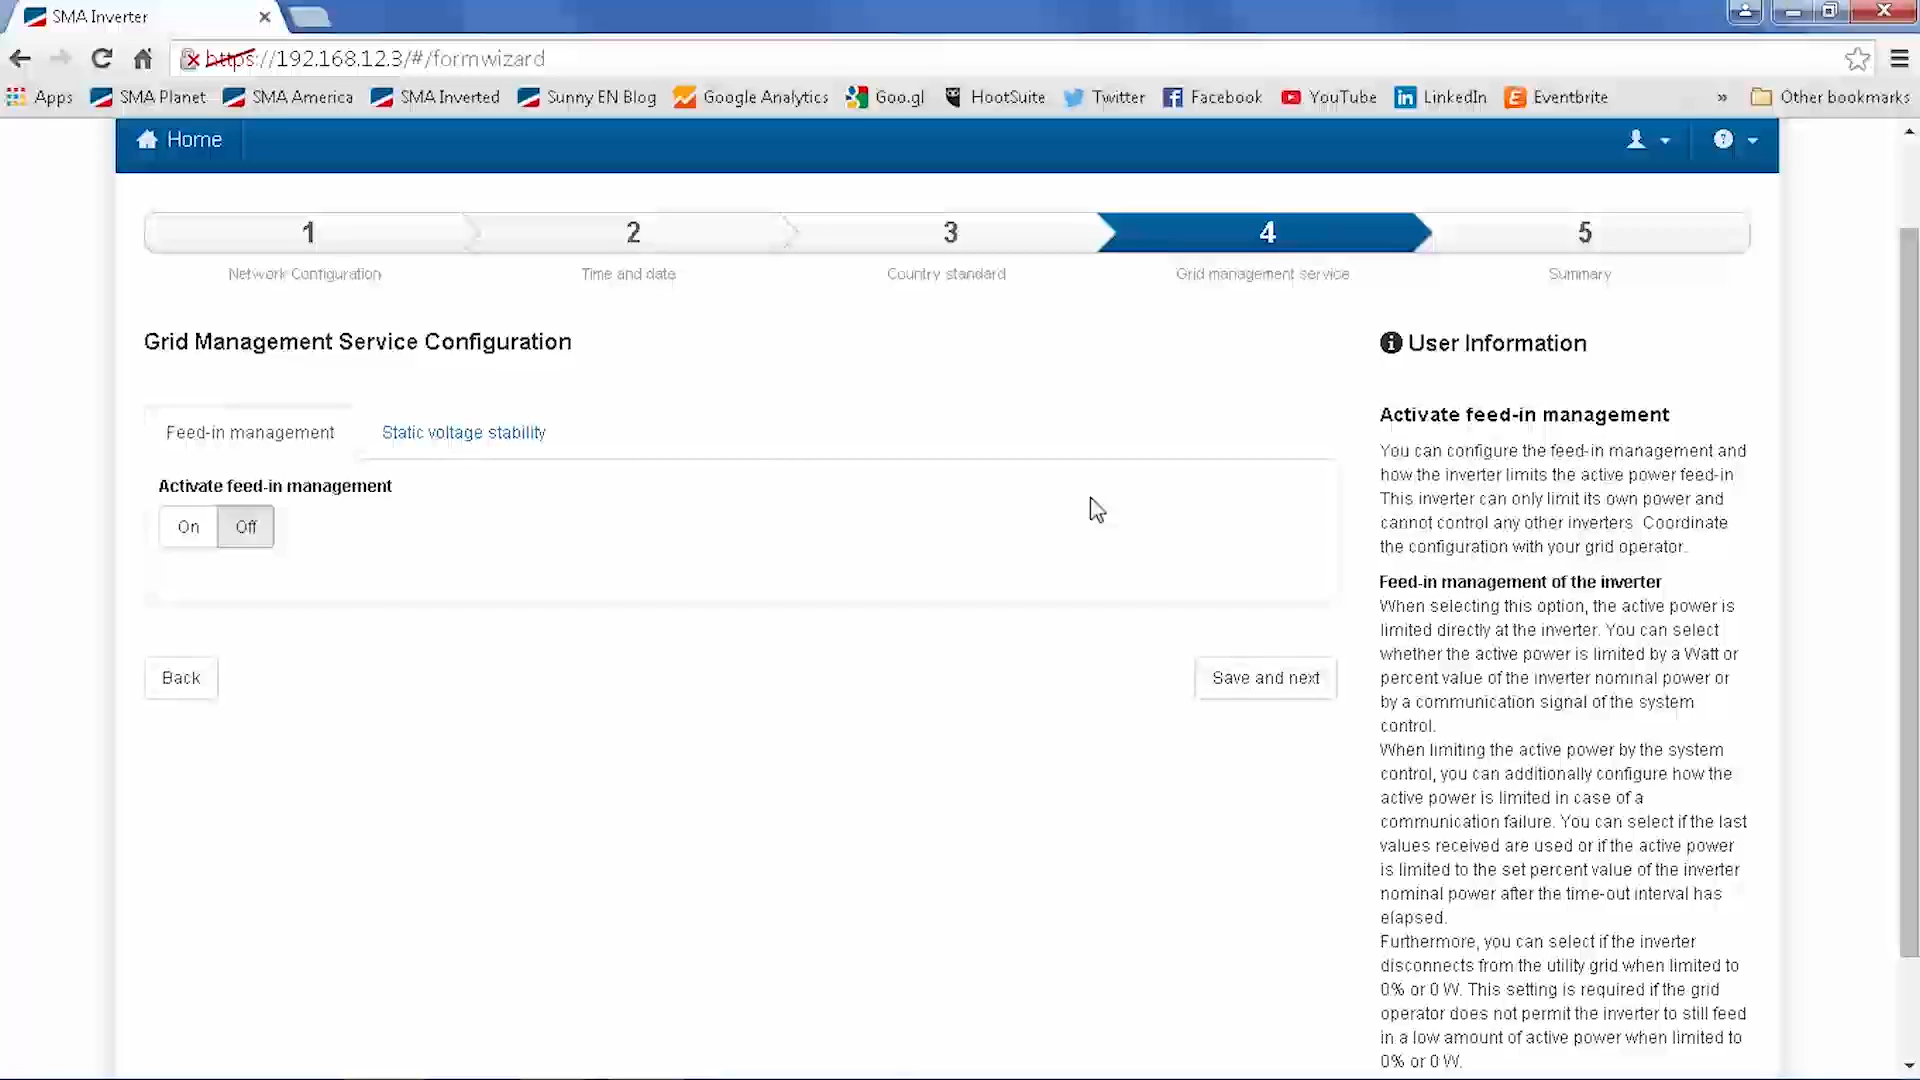 SMA Inverter
https://192.168.12.3/#/formwizard
Apps SMA Planet SMA America SMA Inverted Sunny EN Blog Google Analytics Goo.gl HootSuite Twitter Facebook YouTube LinkedIn Eventbrite » Other bookmarks
Home
1 2 3 4 5
Network Configuration Time and date Country standard Grid management service Summary
Grid Management Service Configuration
Feed-in management Static voltage stability
Activate feed-in management
On Off
Back Save and next
User Information
Activate feed-in management
You can configure the feed-in management and
how the inverter limits the active power feed-in
This inverter can only limit its own power and
cannot control any other inverters. Coordinate
the configuration with your grid operator.
Feed-in management of the inverter
When selecting this option, the active power is
limited directly at the inverter. You can select
whether the active power is limited by a Watt or
percent value of the inverter nominal power or
by a communication signal of the system
control.
When limiting the active power by the system
control, you can additionally configure how the
active power is limited in case of a
communication failure. You can select if the last
values received are used or if the active power
is limited to the set percent value of the inverter
nominal power after the time-out interval has
elapsed.
Furthermore, you can select if the inverter
disconnects from the utility grid when limited to
0% or 0 W. This setting is required if the grid
operator does not permit the inverter to still feed
in a low amount of active power when limited to
0% or 0 W.